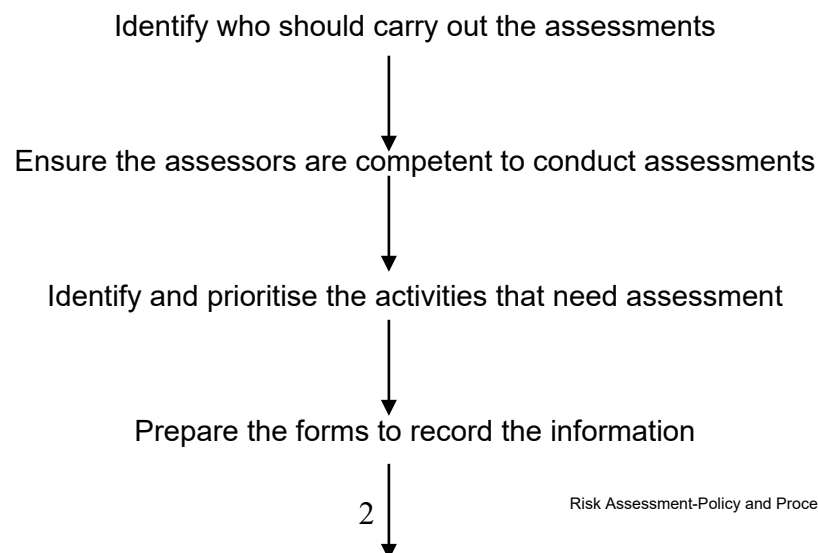 Identify who should carry out the assessments
Ensure the assessors are competent to conduct assessments
Identify and prioritise the activities that need assessment
Prepare the forms to record the information
2
Risk Assessment-Policy and Proce